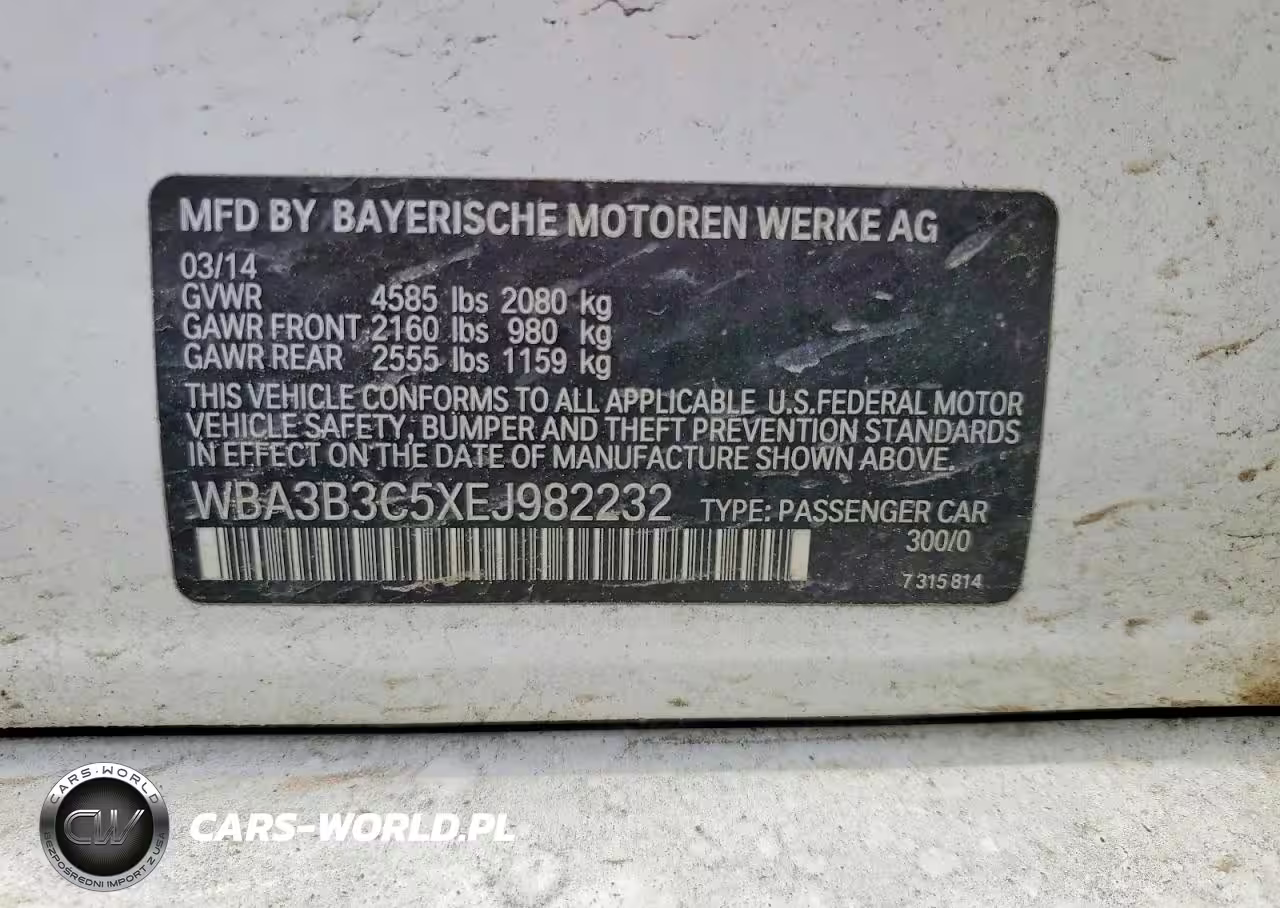 MFD BY BAYERISCHE MOTOREN WERKE AG
03/14
GVWR 4585 lbs 2080 kg
GAWR FRONT 2160 lbs 980 kg
GAWR REAR 2555 lbs 1159 kg
THIS VEHICLE CONFORMS TO ALL APPLICABLE U.S.FEDERAL MOTOR
VEHICLE SAFETY, BUMPER AND THEFT PREVENTION STANDARDS
IN EFFECT ON THE DATE OF MANUFACTURE SHOWN ABOVE.
WBA3B3C5XEJ982232 TYPE: PASSENGER CAR
300/0
7 315 814
CARS-WORLD
CW
BEZPOŚREDNI IMPORT Z USA
CARS-WORLD.PL